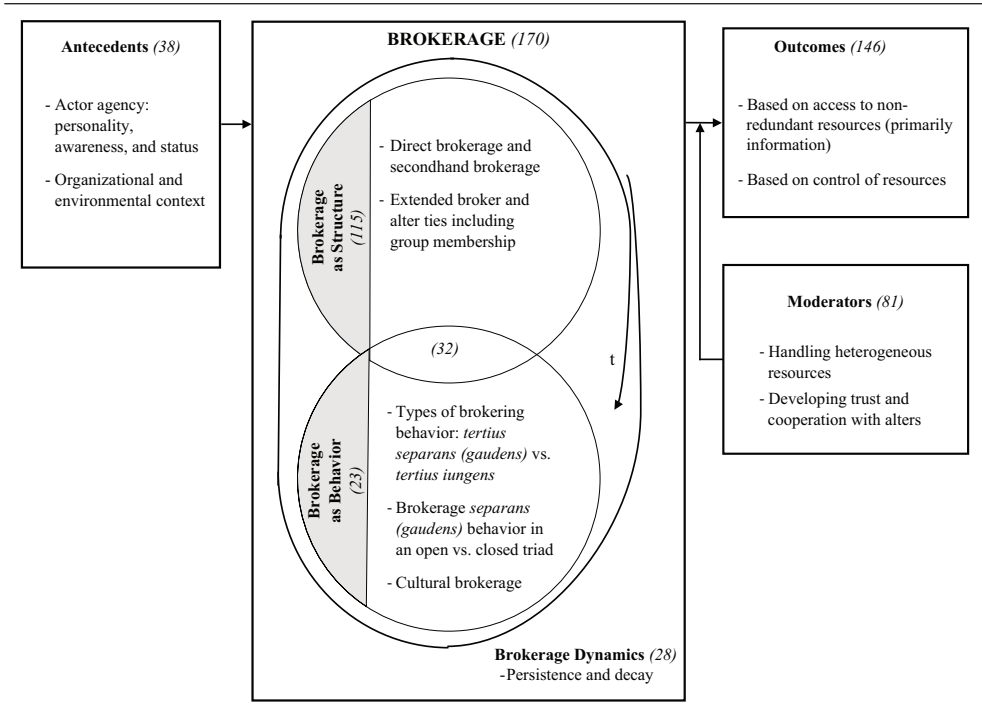 Antecedents (38)
- Actor agency:
personality,
awareness, and status
- Organizational and
environmental context
BROKERAGE (170)
Brokerage
as Structure
(115)
- Direct brokerage and
secondhand brokerage
- Extended broker and
alter ties including
group membership
(32)
t
Brokerage
as Behavior
(23)
- Types of brokering
behavior: tertius
separans (gaudens) vs.
tertius iungens
- Brokerage separans
(gaudens) behavior in
an open vs. closed triad
- Cultural brokerage
Brokerage Dynamics (28)
-Persistence and decay
Outcomes (146)
- Based on access to non-
redundant resources (primarily
information)
- Based on control of resources
Moderators (81)
- Handling heterogeneous
resources
- Developing trust and
cooperation with alters